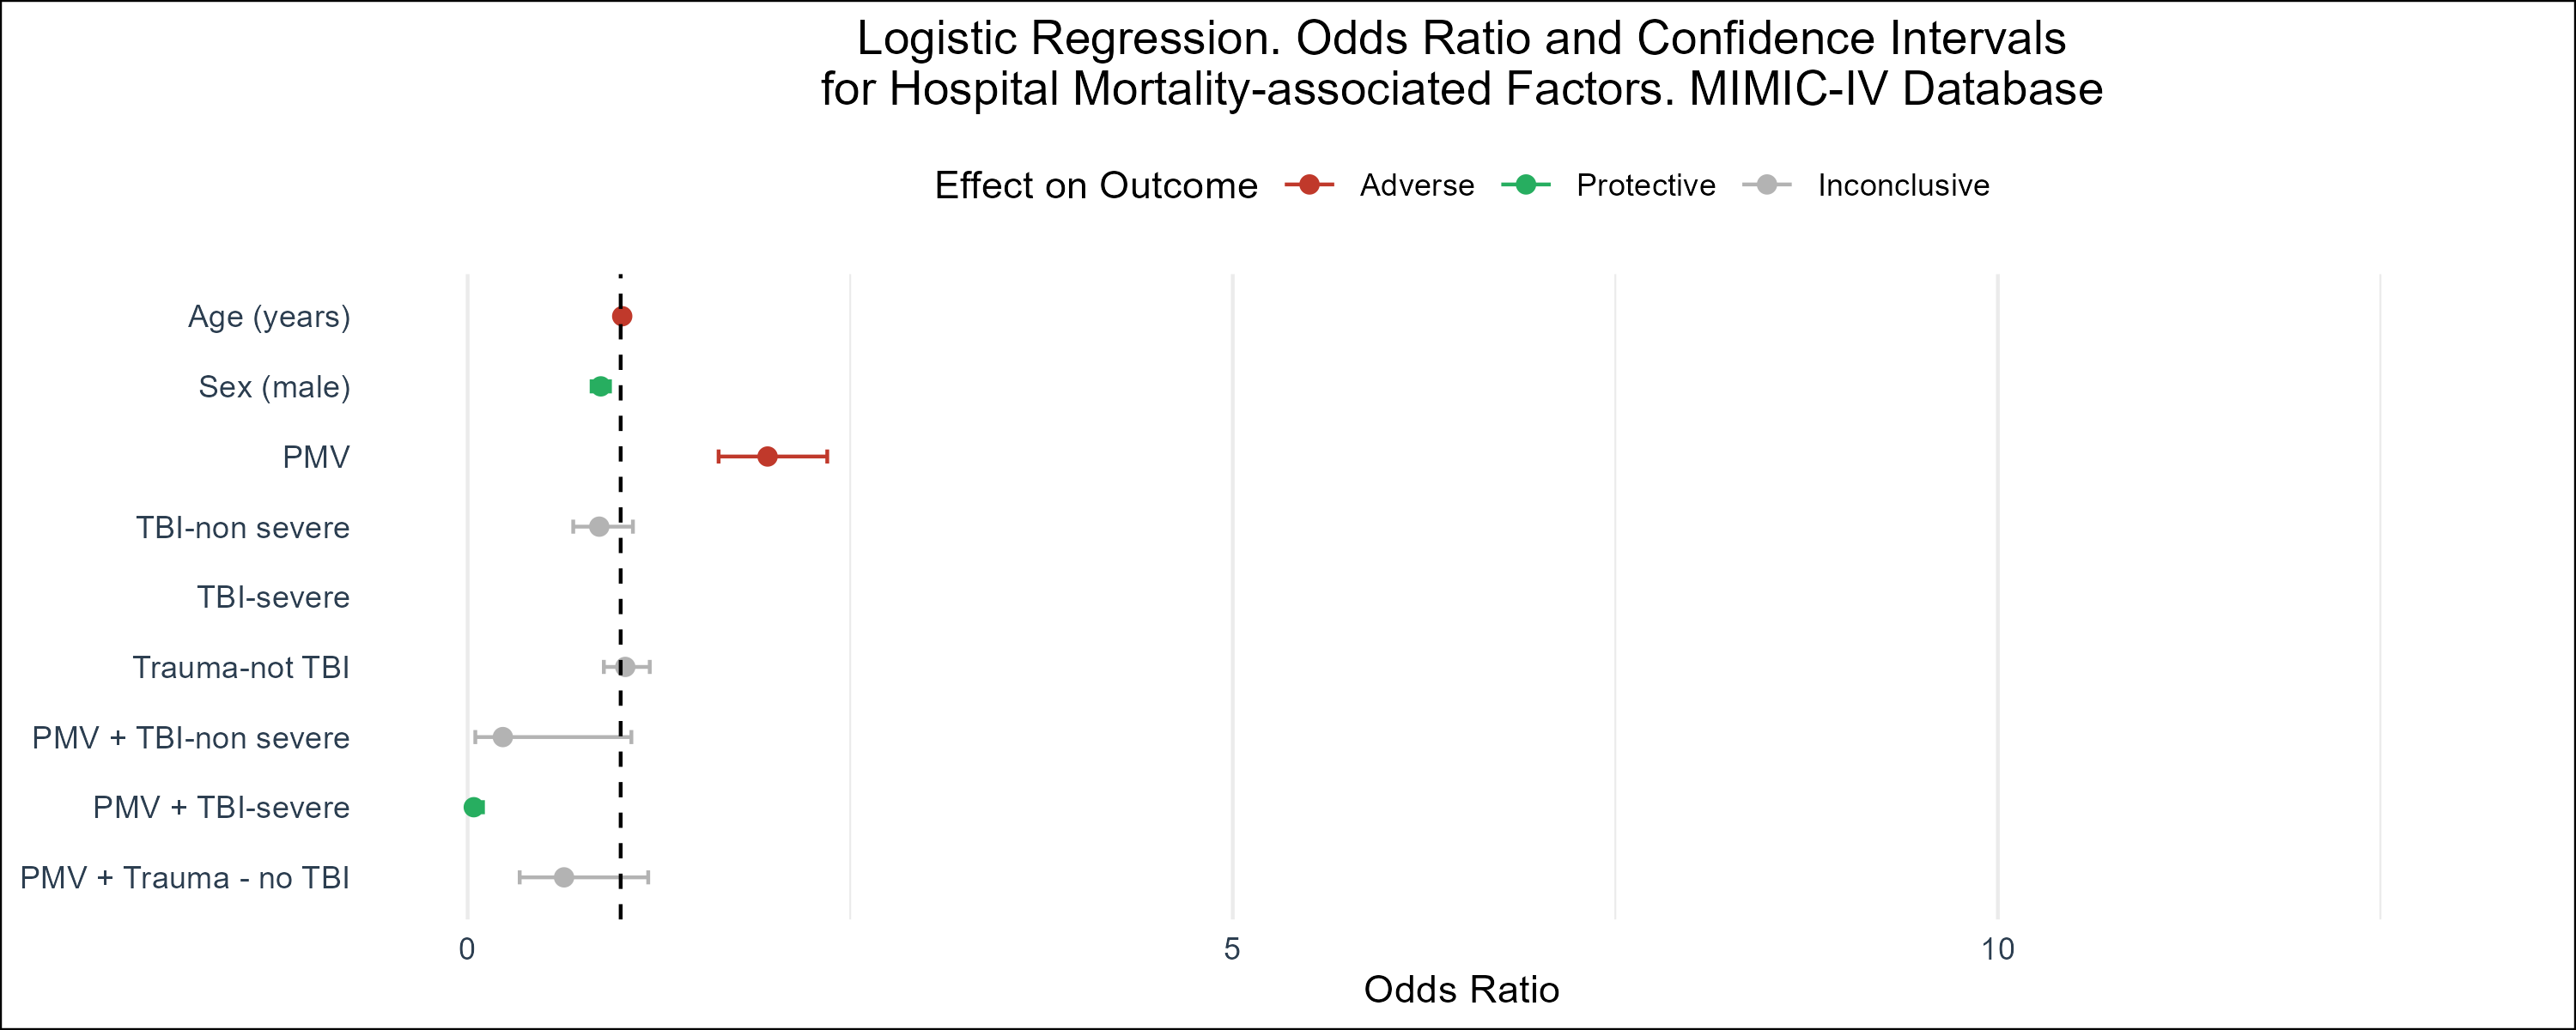 Logistic Regression. Odds Ratio and Confidence Intervals
for Hospital Mortality-associated Factors. MIMIC-IV Database
Effect on Outcome Adverse Protective Inconclusive
Age (years)
Sex (male)
PMV
TBI-non severe
TBI-severe
Trauma-not TBI
PMV + TBI-non severe
PMV + TBI-severe
PMV + Trauma - no TBI
0 5 10
Odds Ratio